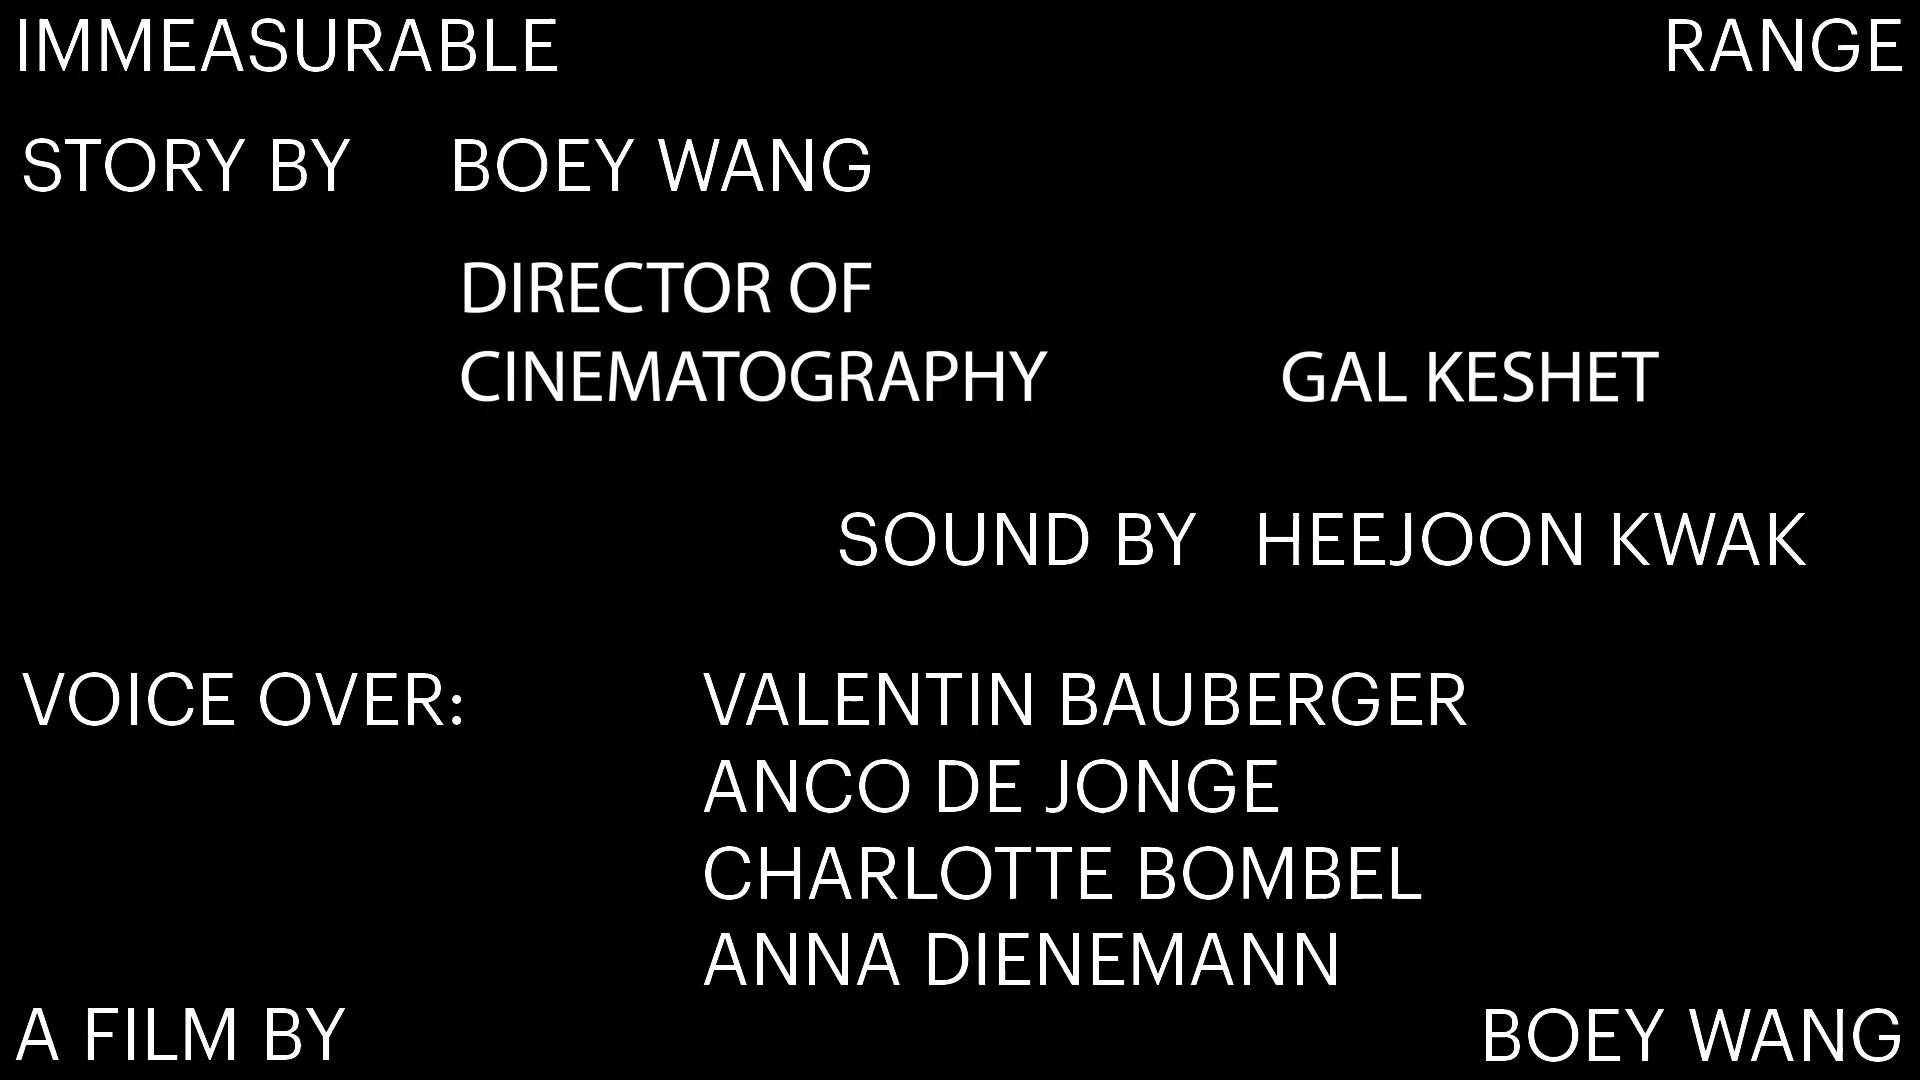 IMMEASURABLE RANGE
STORY BY BOEY WANG
DIRECTOR OF
CINEMATOGRAPHY GAL KESHET
SOUND BY HEEJOON KWAK
VOICE OVER: VALENTIN BAUBERGER
ANCO DE JONGE
CHARLOTTE BOMBEL
ANNA DIENEMANN
A FILM BY BOEY WANG